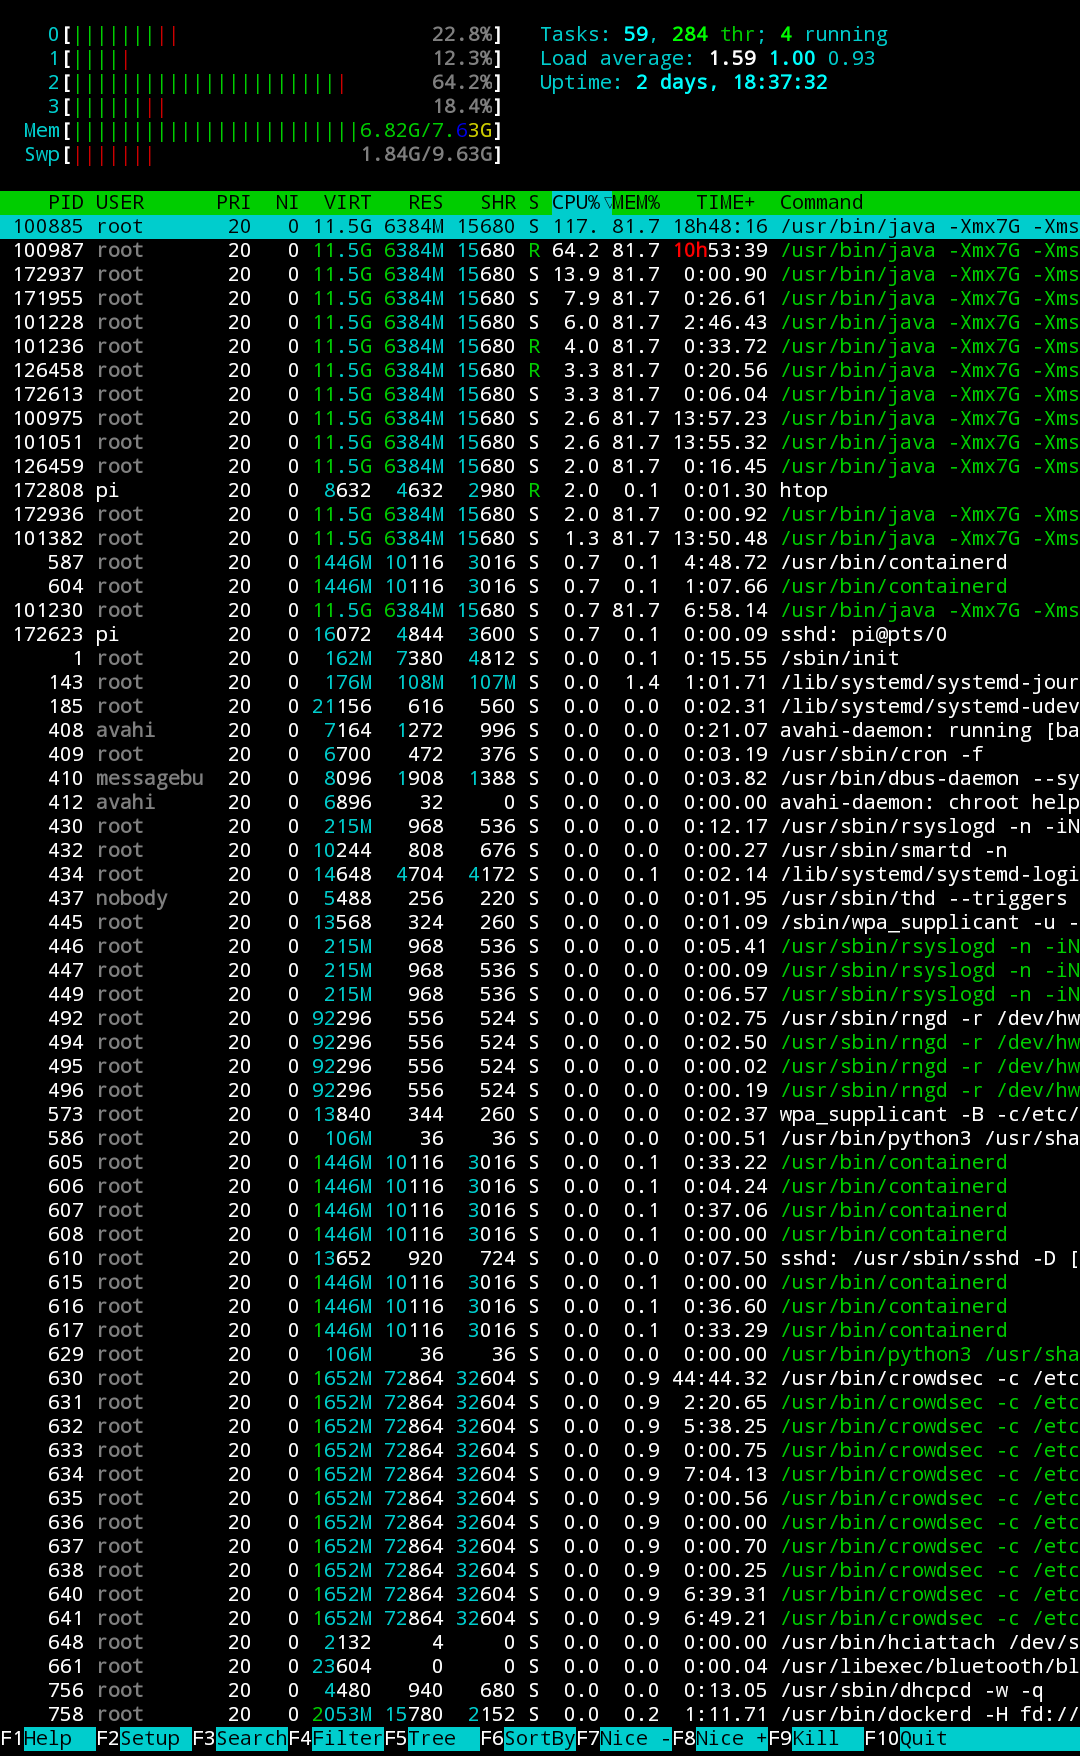 0[||||||||| 22.8%] Tasks: 59, 284 thr; 4 running
1[||||| 12.3%] Load average: 1.59 1.00 0.93
2[||||||||||||||||||||||| 64.2%] Uptime: 2 days, 18:37:32
3[|||||||| 18.4%]
Mem[||||||||||||||||||||||||6.82G/7.63G]
Swp[||||||| 1.84G/9.63G]
PID USER PRI NI VIRT RES SHR S CPU%▽MEM% TIME+ Command
100885 root 20 0 11.5G 6384M 15680 S 117. 81.7 18h48:16 /usr/bin/java -Xmx7G -Xms
100987 root 20 0 11.5G 6384M 15680 R 64.2 81.7 10h53:39 /usr/bin/java -Xmx7G -Xms
172937 root 20 0 11.5G 6384M 15680 S 13.9 81.7 0:00.90 /usr/bin/java -Xmx7G -Xms
171955 root 20 0 11.5G 6384M 15680 S 7.9 81.7 0:26.61 /usr/bin/java -Xmx7G -Xms
101228 root 20 0 11.5G 6384M 15680 S 6.0 81.7 2:46.43 /usr/bin/java -Xmx7G -Xms
101236 root 20 0 11.5G 6384M 15680 R 4.0 81.7 0:33.72 /usr/bin/java -Xmx7G -Xms
126458 root 20 0 11.5G 6384M 15680 R 3.3 81.7 0:20.56 /usr/bin/java -Xmx7G -Xms
172613 root 20 0 11.5G 6384M 15680 S 3.3 81.7 0:06.04 /usr/bin/java -Xmx7G -Xms
100975 root 20 0 11.5G 6384M 15680 S 2.6 81.7 13:57.23 /usr/bin/java -Xmx7G -Xms
101051 root 20 0 11.5G 6384M 15680 S 2.6 81.7 13:55.32 /usr/bin/java -Xmx7G -Xms
126459 root 20 0 11.5G 6384M 15680 S 2.0 81.7 0:16.45 /usr/bin/java -Xmx7G -Xms
172808 pi 20 0 8632 4632 2980 R 2.0 0.1 0:01.30 htop
172936 root 20 0 11.5G 6384M 15680 S 2.0 81.7 0:00.92 /usr/bin/java -Xmx7G -Xms
101382 root 20 0 11.5G 6384M 15680 S 1.3 81.7 13:50.48 /usr/bin/java -Xmx7G -Xms
587 root 20 0 1446M 10116 3016 S 0.7 0.1 4:48.72 /usr/bin/containerd
604 root 20 0 1446M 10116 3016 S 0.7 0.1 1:07.66 /usr/bin/containerd
101230 root 20 0 11.5G 6384M 15680 S 0.7 81.7 6:58.14 /usr/bin/java -Xmx7G -Xms
172623 pi 20 0 16072 4844 3600 S 0.7 0.1 0:00.09 sshd: pi@pts/0
1 root 20 0 162M 7380 4812 S 0.0 0.1 0:15.55 /sbin/init
143 root 20 0 176M 108M 107M S 0.0 1.4 1:01.71 /lib/systemd/systemd-jour
185 root 20 0 21156 616 560 S 0.0 0.0 0:02.31 /lib/systemd/systemd-udev
408 avahi 20 0 7164 1272 996 S 0.0 0.0 0:21.07 avahi-daemon: running [ba
409 root 20 0 6700 472 376 S 0.0 0.0 0:03.19 /usr/sbin/cron -f
410 messagebu 20 0 8096 1908 1388 S 0.0 0.0 0:03.82 /usr/bin/dbus-daemon --sy
412 avahi 20 0 6896 32 0 S 0.0 0.0 0:00.00 avahi-daemon: chroot help
430 root 20 0 215M 968 536 S 0.0 0.0 0:12.17 /usr/sbin/rsyslogd -n -iN
432 root 20 0 10244 808 676 S 0.0 0.0 0:00.27 /usr/sbin/smartd -n
434 root 20 0 14648 4704 4172 S 0.0 0.1 0:02.14 /lib/systemd/systemd-logi
437 nobody 20 0 5488 256 220 S 0.0 0.0 0:01.95 /usr/sbin/thd --triggers
445 root 20 0 13568 324 260 S 0.0 0.0 0:01.09 /sbin/wpa_supplicant -u -
446 root 20 0 215M 968 536 S 0.0 0.0 0:05.41 /usr/sbin/rsyslogd -n -iN
447 root 20 0 215M 968 536 S 0.0 0.0 0:00.09 /usr/sbin/rsyslogd -n -iN
449 root 20 0 215M 968 536 S 0.0 0.0 0:06.57 /usr/sbin/rsyslogd -n -iN
492 root 20 0 92296 556 524 S 0.0 0.0 0:02.75 /usr/sbin/rngd -r /dev/hw
494 root 20 0 92296 556 524 S 0.0 0.0 0:02.50 /usr/sbin/rngd -r /dev/hw
495 root 20 0 92296 556 524 S 0.0 0.0 0:00.02 /usr/sbin/rngd -r /dev/hw
496 root 20 0 92296 556 524 S 0.0 0.0 0:00.19 /usr/sbin/rngd -r /dev/hw
573 root 20 0 13840 344 260 S 0.0 0.0 0:02.37 wpa_supplicant -B -c/etc/
586 root 20 0 106M 36 36 S 0.0 0.0 0:00.51 /usr/bin/python3 /usr/sha
605 root 20 0 1446M 10116 3016 S 0.0 0.1 0:33.22 /usr/bin/containerd
606 root 20 0 1446M 10116 3016 S 0.0 0.1 0:04.24 /usr/bin/containerd
607 root 20 0 1446M 10116 3016 S 0.0 0.1 0:37.06 /usr/bin/containerd
608 root 20 0 1446M 10116 3016 S 0.0 0.1 0:00.00 /usr/bin/containerd
610 root 20 0 13652 920 724 S 0.0 0.0 0:07.50 sshd: /usr/sbin/sshd -D [
615 root 20 0 1446M 10116 3016 S 0.0 0.1 0:00.00 /usr/bin/containerd
616 root 20 0 1446M 10116 3016 S 0.0 0.1 0:36.60 /usr/bin/containerd
617 root 20 0 1446M 10116 3016 S 0.0 0.1 0:33.29 /usr/bin/containerd
629 root 20 0 106M 36 36 S 0.0 0.0 0:00.00 /usr/bin/python3 /usr/sha
630 root 20 0 1652M 72864 32604 S 0.0 0.9 44:44.32 /usr/bin/crowdsec -c /etc
631 root 20 0 1652M 72864 32604 S 0.0 0.9 2:20.65 /usr/bin/crowdsec -c /etc
632 root 20 0 1652M 72864 32604 S 0.0 0.9 5:38.25 /usr/bin/crowdsec -c /etc
633 root 20 0 1652M 72864 32604 S 0.0 0.9 0:00.75 /usr/bin/crowdsec -c /etc
634 root 20 0 1652M 72864 32604 S 0.0 0.9 7:04.13 /usr/bin/crowdsec -c /etc
635 root 20 0 1652M 72864 32604 S 0.0 0.9 0:00.56 /usr/bin/crowdsec -c /etc
636 root 20 0 1652M 72864 32604 S 0.0 0.9 0:00.00 /usr/bin/crowdsec -c /etc
637 root 20 0 1652M 72864 32604 S 0.0 0.9 0:00.70 /usr/bin/crowdsec -c /etc
638 root 20 0 1652M 72864 32604 S 0.0 0.9 0:00.25 /usr/bin/crowdsec -c /etc
640 root 20 0 1652M 72864 32604 S 0.0 0.9 6:39.31 /usr/bin/crowdsec -c /etc
641 root 20 0 1652M 72864 32604 S 0.0 0.9 6:49.21 /usr/bin/crowdsec -c /etc
648 root 20 0 2132 4 0 S 0.0 0.0 0:00.00 /usr/bin/hciattach /dev/s
661 root 20 0 23604 0 0 S 0.0 0.0 0:00.04 /usr/libexec/bluetooth/bl
756 root 20 0 4480 940 680 S 0.0 0.0 0:13.05 /usr/sbin/dhcpcd -w -q
758 root 20 0 2053M 15780 2152 S 0.0 0.2 1:11.71 /usr/bin/dockerd -H fd://
F1Help F2Setup F3SearchF4FilterF5Tree F6SortByF7Nice -F8Nice +F9Kill F10Quit